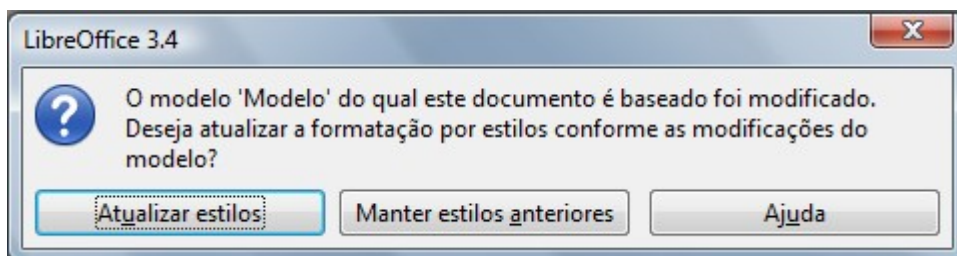 LibreOffice 3.4
O modelo 'Modelo' do qual este documento é baseado foi modificado.
Deseja atualizar a formatação por estilos conforme as modificações do
modelo?
Atualizar estilos
Manter estilos anteriores
Ajuda